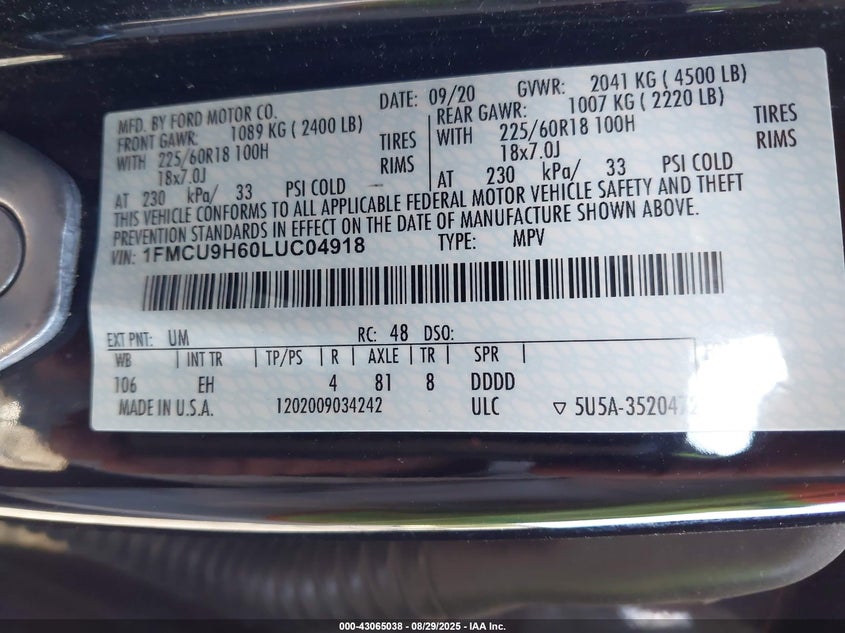 MFD. BY FORD MOTOR CO. DATE: 09/20 GVWR: 2041 KG ( 4500 LB)
FRONT GAWR: 1089 KG ( 2400 LB) REAR GAWR: 1007 KG ( 2220 LB)
WITH 225/60R18 100H TIRES WITH 225/60R18 100H TIRES
18x7.0J RIMS 18x7.0J RIMS
AT 230 kPa/ 33 PSI COLD AT 230 kPa/ 33 PSI COLD
THIS VEHICLE CONFORMS TO ALL APPLICABLE FEDERAL MOTOR VEHICLE SAFETY AND THEFT
PREVENTION STANDARDS IN EFFECT ON THE DATE OF MANUFACTURE SHOWN ABOVE.
VIN: 1FMCU9H60LUC04918 TYPE: MPV
EXT PNT: UM RC: 48 DSO:
WB INT TR TP/PS R AXLE TR SPR
106 EH 4 81 8 DDDD
MADE IN U.S.A. 1202009034242 ULC
000-43065038 - 08/29/2025 - IAA Inc.